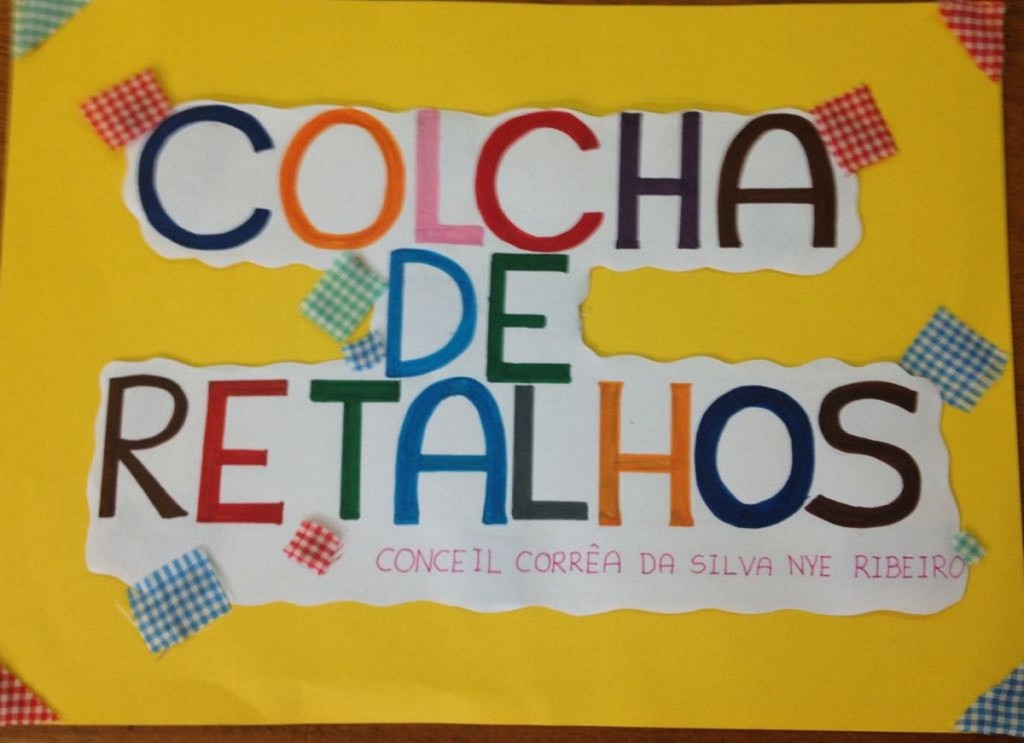 COLCHA
DE
RETALHOS
CONCEIL CORRÊA DA SILVA NYE RIBEIRO